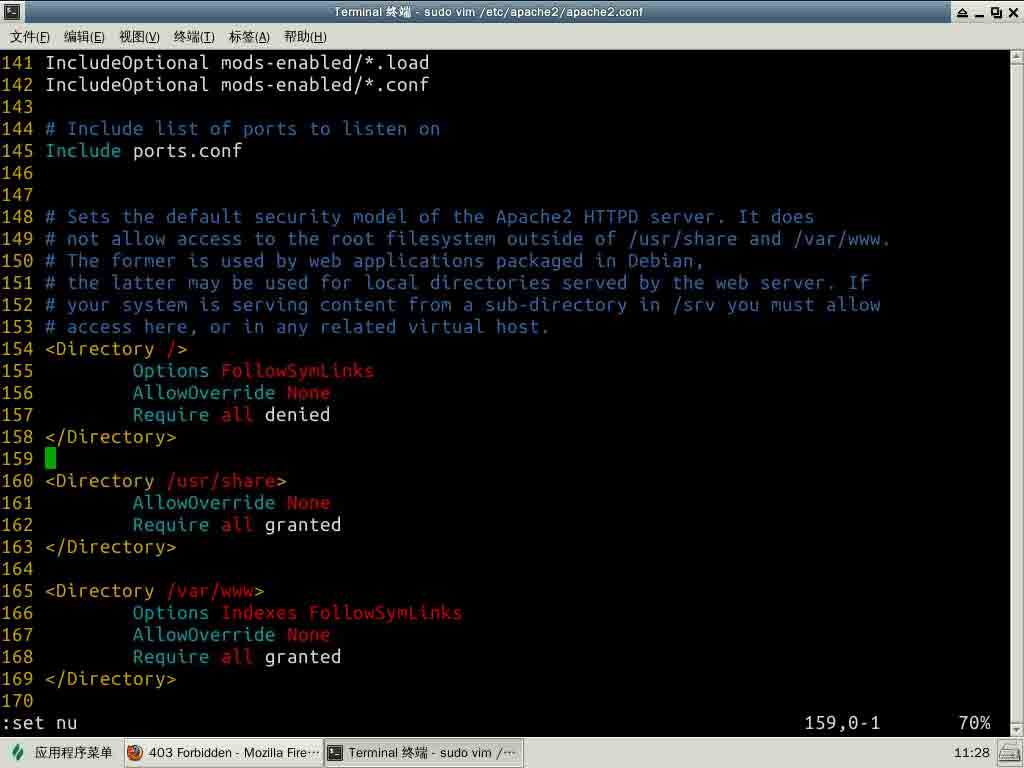 Terminal 终端 - sudo vim /etc/apache2/apache2.conf
文件(F) 编辑(E) 视图(V) 终端(T) 标签(A) 帮助(H)
141 IncludeOptional mods-enabled/*.load
142 IncludeOptional mods-enabled/*.conf
143
144 # Include list of ports to listen on
145 Include ports.conf
146
147
148 # Sets the default security model of the Apache2 HTTPD server. It does
149 # not allow access to the root filesystem outside of /usr/share and /var/www.
150 # The former is used by web applications packaged in Debian,
151 # the latter may be used for local directories served by the web server. If
152 # your system is serving content from a sub-directory in /srv you must allow
153 # access here, or in any related virtual host.
154 <Directory />
155         Options FollowSymLinks
156         AllowOverride None
157         Require all denied
158 </Directory>
159
160 <Directory /usr/share>
161         AllowOverride None
162         Require all granted
163 </Directory>
164
165 <Directory /var/www>
166         Options Indexes FollowSymLinks
167         AllowOverride None
168         Require all granted
169 </Directory>
170
:set nu 159,0-1 70%
应用程序菜单 403 Forbidden - Mozilla Fire··· Terminal 终端 - sudo vim /··· 11:28